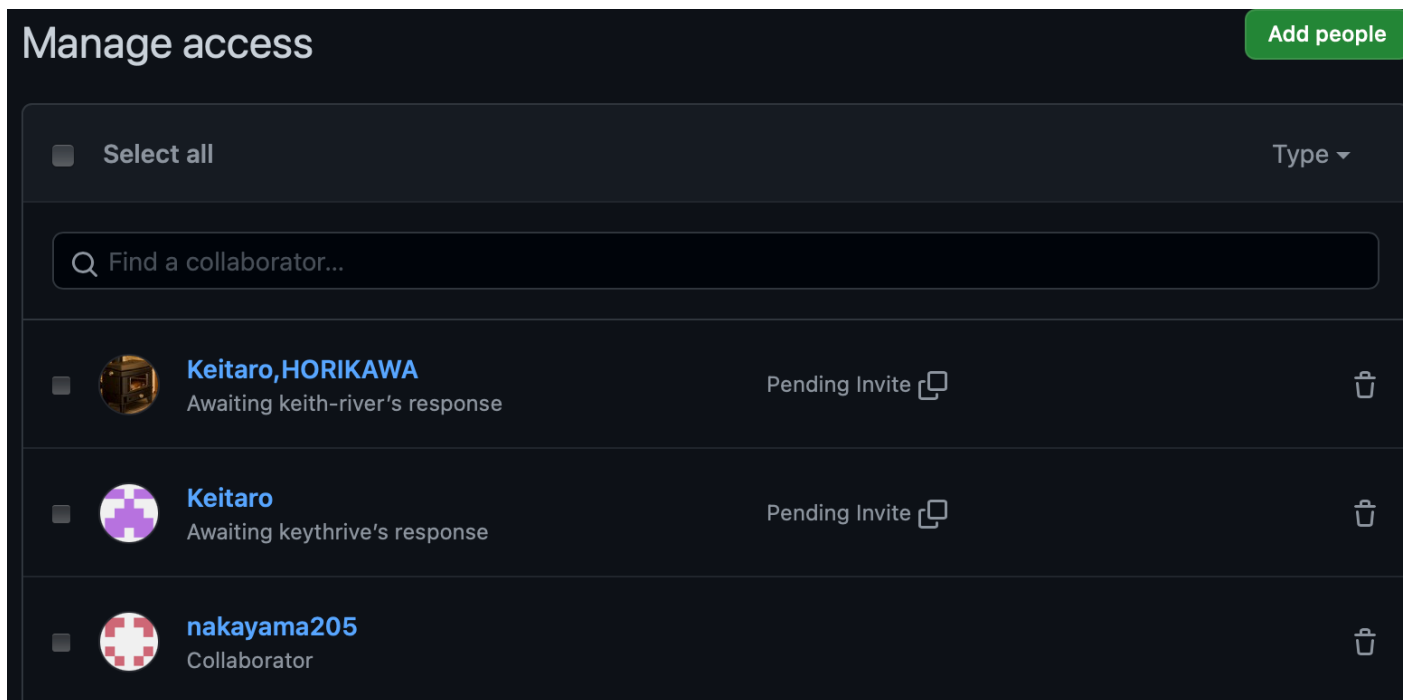 Manage access
Add people
Select all
Type
Find a collaborator...
Keitaro,HORIKAWA
Awaiting keith-river’s response
Pending Invite
Keitaro
Awaiting keythrive’s response
Pending Invite
nakayama205
Collaborator